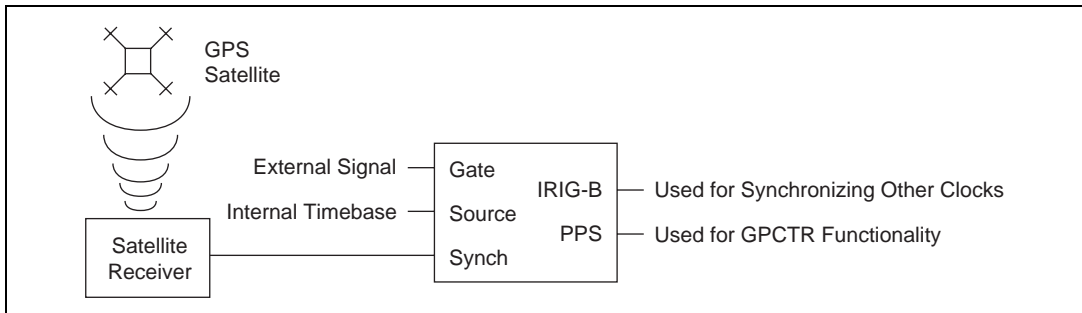 GPS
Satellite
External Signal
Gate
IRIG-B
Used for Synchronizing Other Clocks
Internal Timebase
Source
PPS
Used for GPCTR Functionality
Satellite
Receiver
Synch